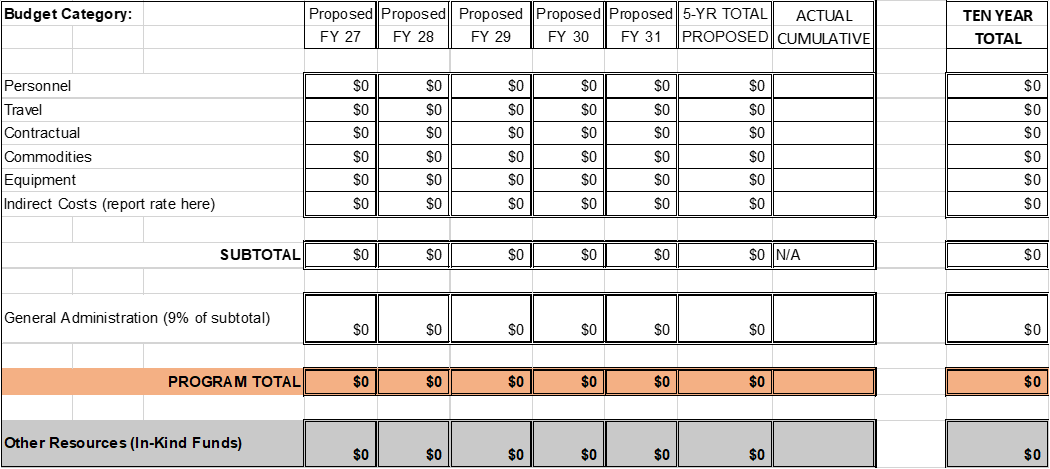 Budget Category: Proposed Proposed Proposed Proposed Proposed 5-YR TOTAL ACTUAL TEN YEAR
FY 27 FY 28 FY 29 FY 30 FY 31 PROPOSED CUMULATIVE TOTAL
Personnel $0 $0 $0 $0 $0 $0 $0
Travel $0 $0 $0 $0 $0 $0 $0
Contractual $0 $0 $0 $0 $0 $0 $0
Commodities $0 $0 $0 $0 $0 $0 $0
Equipment $0 $0 $0 $0 $0 $0 $0
Indirect Costs (report rate here) $0 $0 $0 $0 $0 $0 $0
SUBTOTAL $0 $0 $0 $0 $0 $0 N/A $0
General Administration (9% of subtotal) $0 $0 $0 $0 $0 $0 $0
PROGRAM TOTAL $0 $0 $0 $0 $0 $0 $0
Other Resources (In-Kind Funds) $0 $0 $0 $0 $0 $0 $0